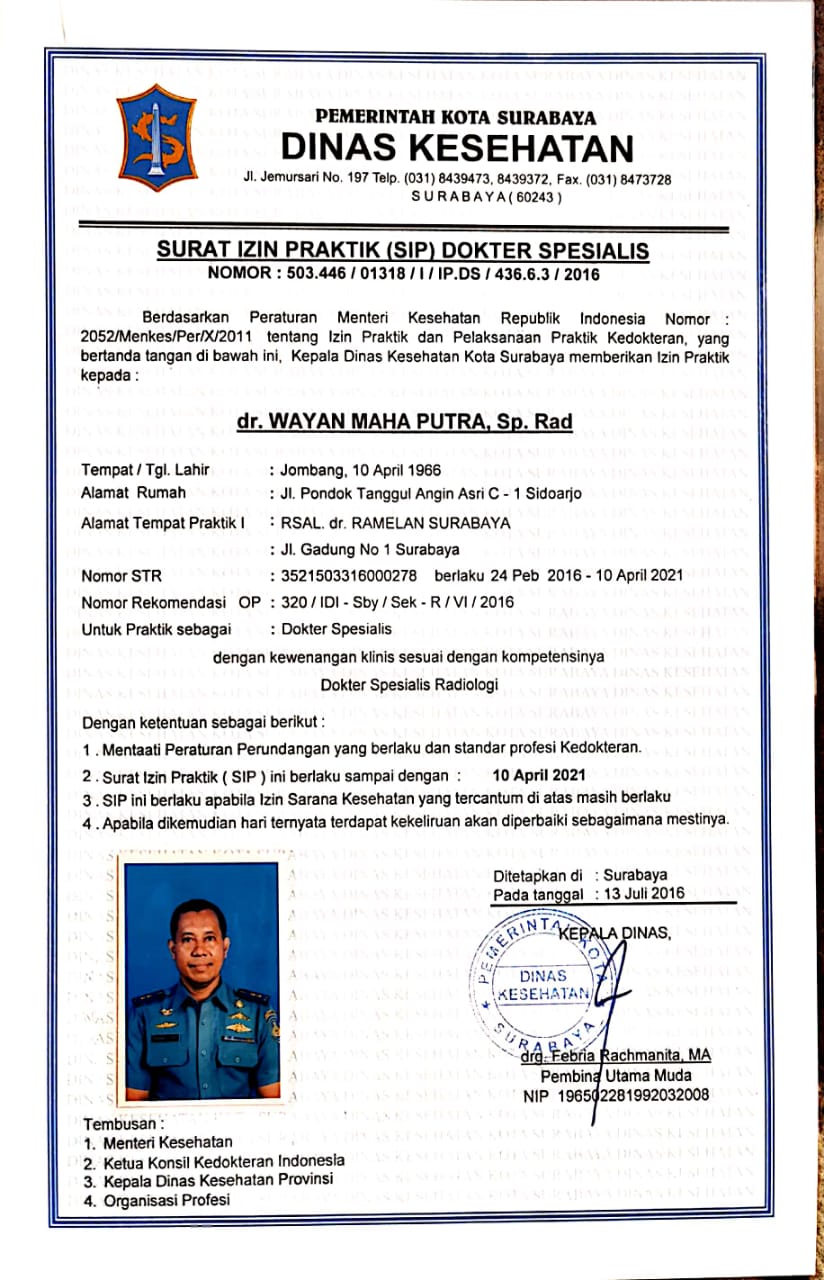 PEMERINTAH KOTA SURABAYA
DINAS KESEHATAN
Jl. Jemursari No. 197 Telp. (031) 8439473, 8439372, Fax. (031) 8473728
SURABAYA ( 60243 )
SURAT IZIN PRAKTIK (SIP) DOKTER SPESIALIS
NOMOR : 503.446 / 01318 / I / IP.DS / 436.6.3 / 2016
Berdasarkan Peraturan Menteri Kesehatan Republik Indonesia Nomor :
2052/Menkes/Per/X/2011 tentang Izin Praktik dan Pelaksanaan Praktik Kedokteran, yang
bertanda tangan di bawah ini, Kepala Dinas Kesehatan Kota Surabaya memberikan Izin Praktik
kepada :
dr. WAYAN MAHA PUTRA, Sp. Rad
Tempat / Tgl. Lahir : Jombang, 10 April 1966
Alamat Rumah : Jl. Pondok Tanggul Angin Asri C - 1 Sidoarjo
Alamat Tempat Praktik I : RSAL. dr. RAMELAN SURABAYA
: Jl. Gadung No 1 Surabaya
Nomor STR : 3521503316000278 berlaku 24 Peb 2016 - 10 April 2021
Nomor Rekomendasi OP : 320 / IDI - Sby / Sek - R / VI / 2016
Untuk Praktik sebagai : Dokter Spesialis
dengan kewenangan klinis sesuai dengan kompetensinya
Dokter Spesialis Radiologi
Dengan ketentuan sebagai berikut :
1 . Mentaati Peraturan Perundangan yang berlaku dan standar profesi Kedokteran.
2 . Surat Izin Praktik ( SIP ) ini berlaku sampai dengan : 10 April 2021
3 . SIP ini berlaku apabila Izin Sarana Kesehatan yang tercantum di atas masih berlaku
4 . Apabila dikemudian hari ternyata terdapat kekeliruan akan diperbaiki sebagaimana mestinya.
Ditetapkan di : Surabaya
Pada tanggal : 13 Juli 2016
KEPALA DINAS,
PEMERINTAH KOTA
DINAS
KESEHATAN
SURABAYA
drg. Febria Rachmanita, MA
Pembina Utama Muda
NIP 196502281992032008
Tembusan :
1. Menteri Kesehatan
2. Ketua Konsil Kedokteran Indonesia
3. Kepala Dinas Kesehatan Provinsi
4. Organisasi Profesi